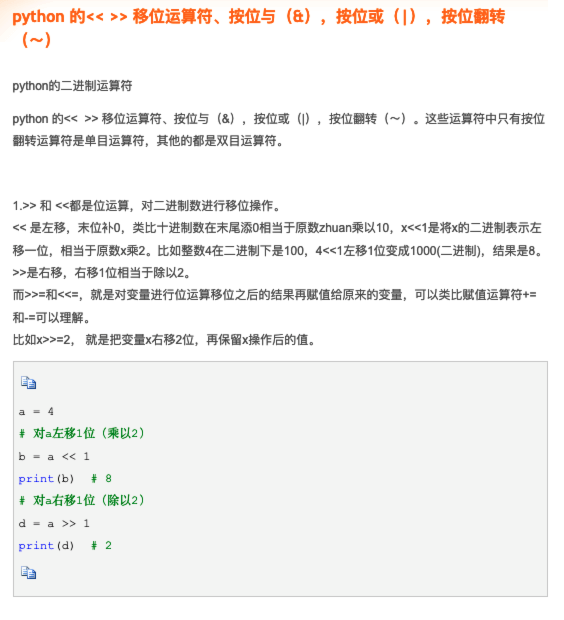 python 的<< >> 移位运算符、按位与（&），按位或（|），按位翻转
（～）
python的二进制运算符
python 的<<  >> 移位运算符、按位与（&），按位或（|），按位翻转（～）。这些运算符中只有按位
翻转运算符是单目运算符，其他的都是双目运算符。
1.>> 和 <<都是位运算，对二进制数进行移位操作。
<< 是左移，末位补0，类比十进制数在末尾添0相当于原数zhuan乘以10，x<<1是将x的二进制表示左
移一位，相当于原数x乘2。比如整数4在二进制下是100，4<<1左移1位变成1000(二进制)，结果是8。
>>是右移，右移1位相当于除以2。
而>>=和<<=，就是对变量进行位运算移位之后的结果再赋值给原来的变量，可以类比赋值运算符+=
和-=可以理解。
比如x>>=2， 就是把变量x右移2位，再保留x操作后的值。
a = 4
# 对a左移1位（乘以2）
b = a << 1
print(b)  # 8
# 对a右移1位（除以2）
d = a >> 1
print(d)  # 2